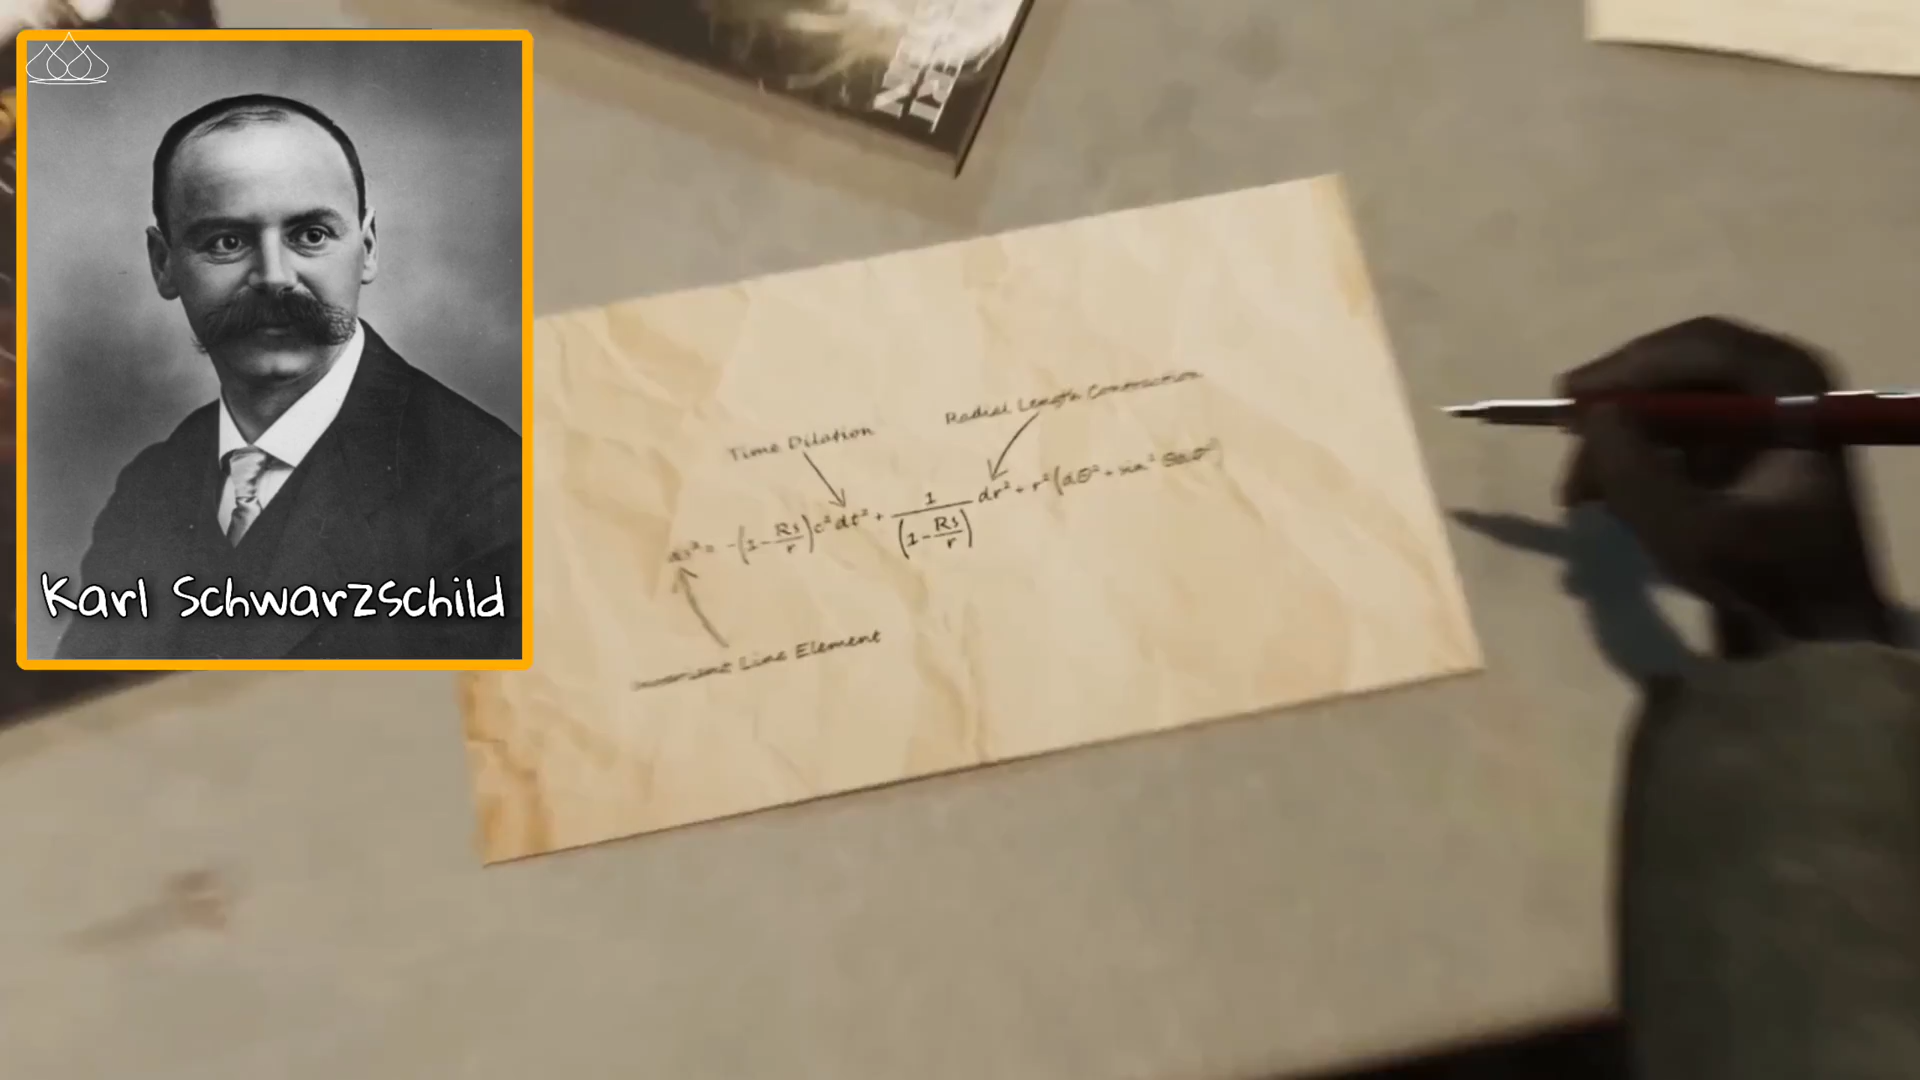 Karl Schwarzschild
Radial Length Contraction
Time Dilation
ds² = -(1 - Rs/r)c²dt² + 1/(1 - Rs/r) dr² + r²(dθ² + sin²
Invariant Line Element